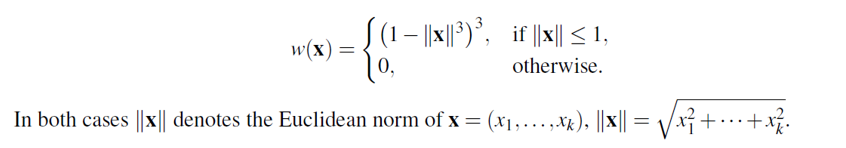 w(x) = { (1 − ‖x‖³)³, if ‖x‖ ≤ 1,
0, otherwise.
In both cases ‖x‖ denotes the Euclidean norm of x = (x₁,…,xₖ), ‖x‖ = √(x₁² + ⋯ + xₖ²).